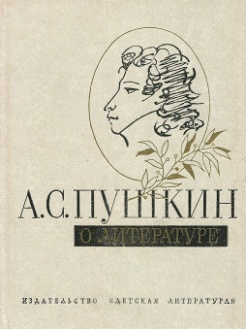 А.С.ПУШКИН
О ЛИТЕРАТУРЕ
ИЗДАТЕЛЬСТВО «ДЕТСКАЯ ЛИТЕРАТУРА»